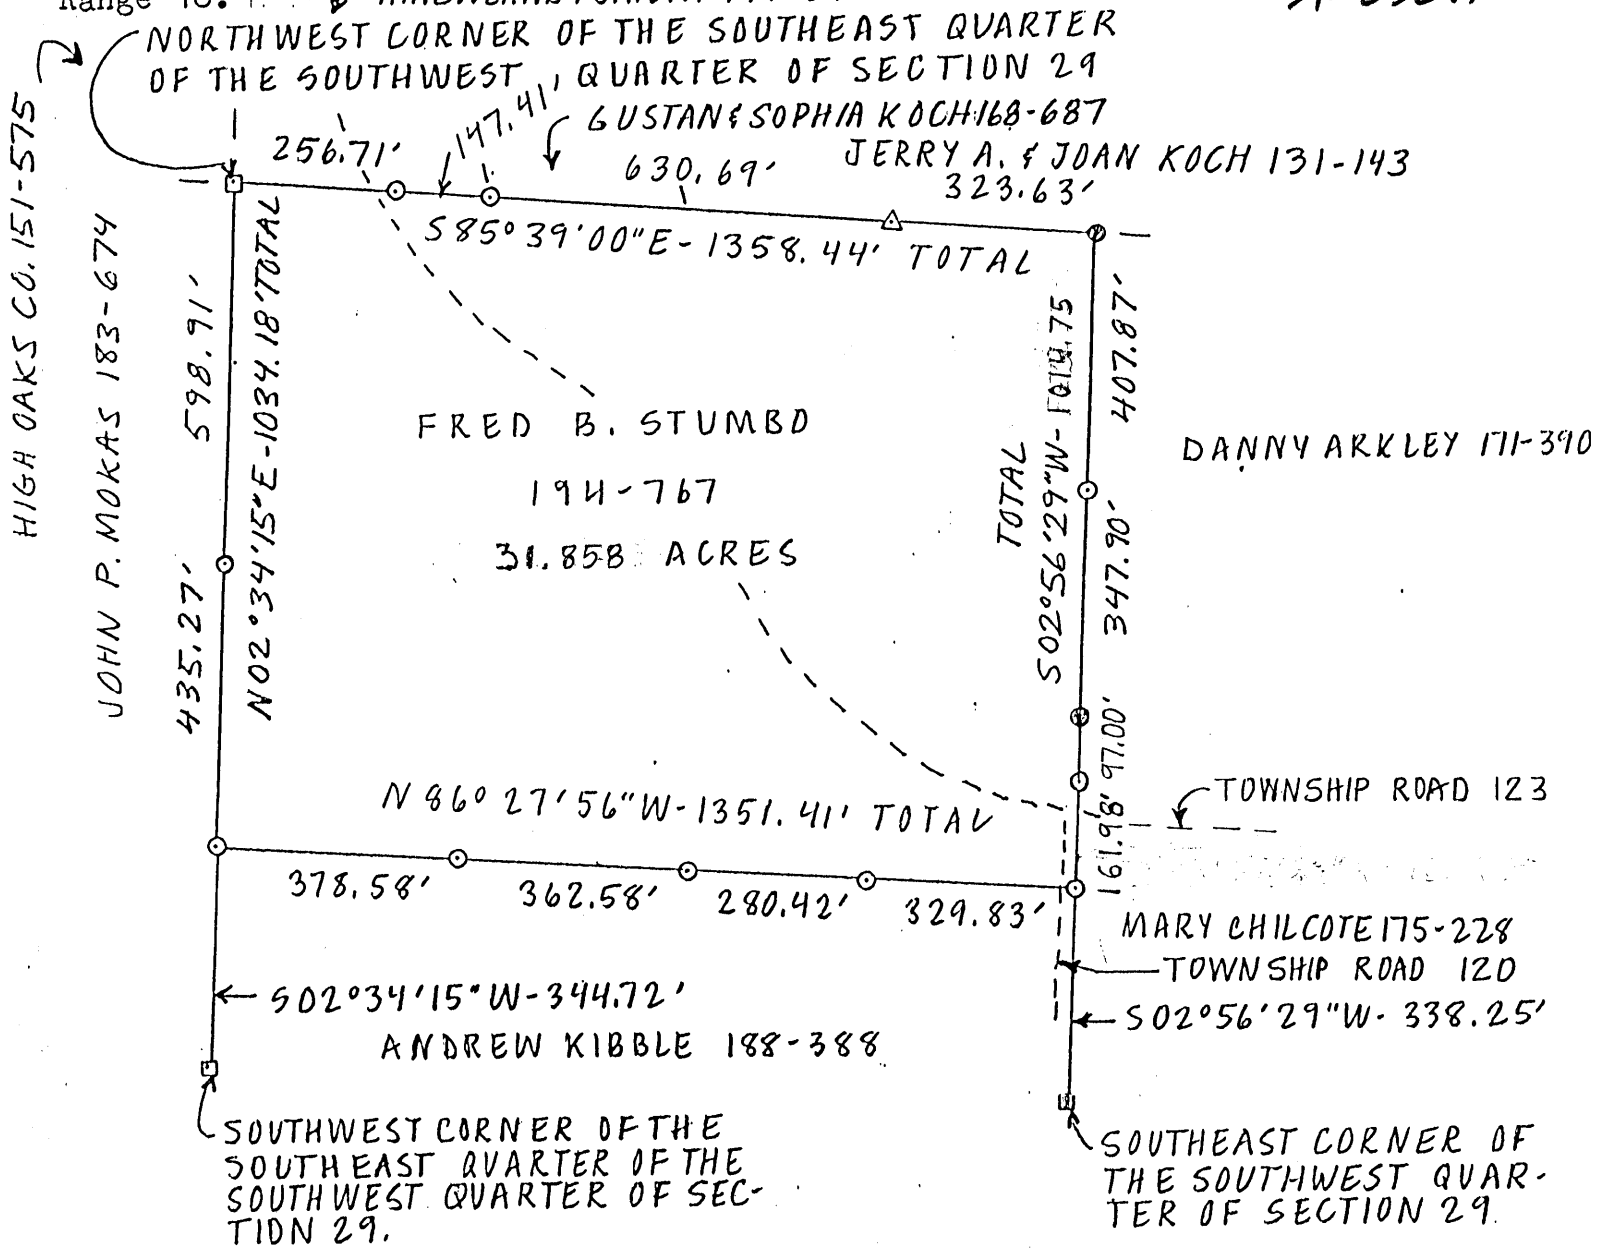 Range
NORTHWEST CORNER OF THE SOUTHEAST QUARTER
OF THE SOUTHWEST QUARTER OF SECTION 29
147.41'
GUSTAN & SOPHIA KOCH 168-687
JERRY A. & JOAN KOCH 131-143
256.71'
630.69'
323.63'
S85°39'00"E-1358.44' TOTAL
HIGH OAKS CO. 151-575
JOHN P. MOKAS 183-674
598.91'
435.27'
N02°34'15"E-1034.18' TOTAL
FRED B. STUMBO
194-767
31.858 ACRES
TOTAL
S02°56'29"W-
407.87'
347.90'
97.00'
161.98'
DANNY ARKLEY 171-390
TOWNSHIP ROAD 123
N86°27'56"W-1351.41' TOTAL
378.58'
362.58'
280.42'
329.83'
MARY CHILCOTE 175-228
TOWNSHIP ROAD 120
S02°56'29"W- 338.25'
S02°34'15"W-344.72'
ANDREW KIBBLE 188-388
SOUTHWEST CORNER OF THE
SOUTHEAST QUARTER OF THE
SOUTHWEST QUARTER OF SEC-
TION 29.
SOUTHEAST CORNER OF
THE SOUTHWEST QUAR-
TER OF SECTION 29.